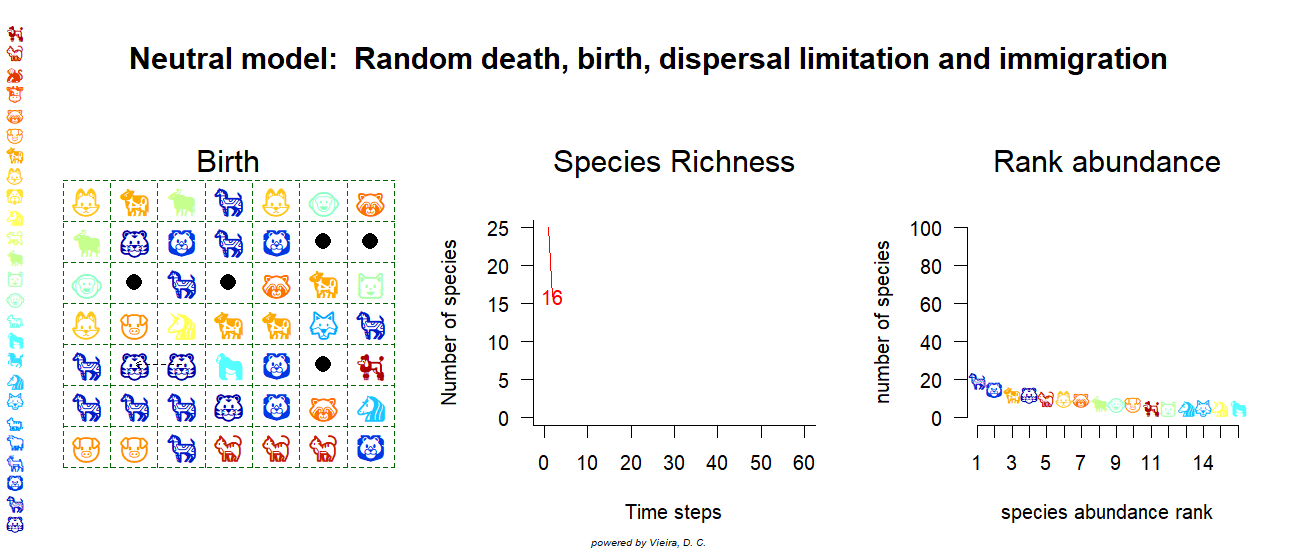 Neutral model:  Random death, birth, dispersal limitation and immigration
Birth
Species Richness
Rank abundance
Number of species
25
20
15
10
5
0
16
0 10 20 30 40 50 60
Time steps
number of species
100
80
60
40
20
0
1 3 5 7 9 11 14
species abundance rank
powered by Vieira, D. C.